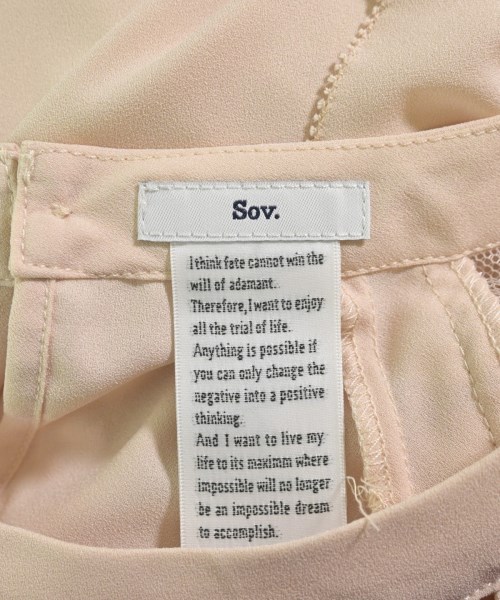 Sov.
I think fate cannot win the
will of adamant.
Therefore, I want to enjoy
all the trial of life.
Anything is possible if
you can only change the
negative into a positive
thinking.
And I want to live my
life to its maximm where
impossible will no longer
be an impossible dream
to accomplish.